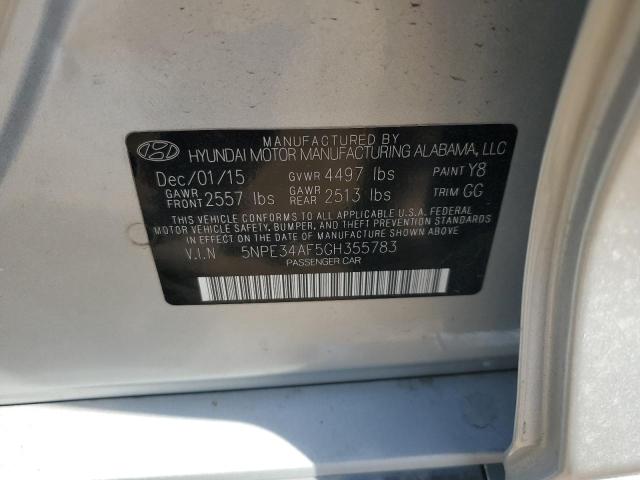 MANUFACTURED BY
HYUNDAI MOTOR MANUFACTURING ALABAMA, LLC
Dec/01/15 GVWR 4497 lbs PAINT Y8
GAWR FRONT 2557 lbs GAWR REAR 2513 lbs TRIM GG
THIS VEHICLE CONFORMS TO ALL APPLICABLE U.S.A. FEDERAL
MOTOR VEHICLE SAFETY, BUMPER, AND THEFT PREVENTION STANDARDS
IN EFFECT ON THE DATE OF MANUFACTURE SHOWN ABOVE.
V.I.N 5NPE34AF5GH355783
PASSENGER CAR